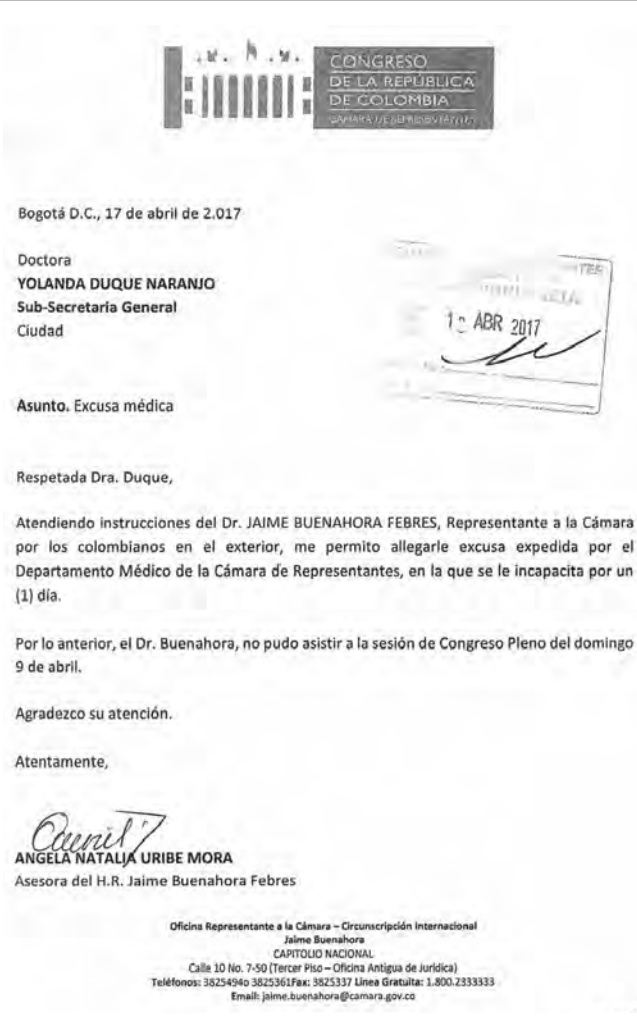 CONGRESO
DE LA REPÚBLICA
DE COLOMBIA
CÁMARA DE REPRESENTANTES
Bogotá D.C., 17 de abril de 2.017
Doctora
YOLANDA DUQUE NARANJO
Sub-Secretaria General
Ciudad
ABR 2017
Asunto. Excusa médica
Respetada Dra. Duque,
Atendiendo instrucciones del Dr. JAIME BUENAHORA FEBRES, Representante a la Cámara
por los colombianos en el exterior, me permito allegarle excusa expedida por el
Departamento Médico de la Cámara de Representantes, en la que se le incapacita por un
(1) día.
Por lo anterior, el Dr. Buenahora, no pudo asistir a la sesión de Congreso Pleno del domingo
9 de abril.
Agradezco su atención.
Atentamente,
ANGELA NATALIA URIBE MORA
Asesora del H.R. Jaime Buenahora Febres
Oficina Representante a la Cámara – Circunscripción Internacional
Jaime Buenahora
CAPITOLIO NACIONAL
Calle 10 No. 7-50 (Tercer Piso – Oficina Antigua de Jurídica)
Teléfonos: 3825494o 3825361Fax: 3825337 Linea Gratuita: 1.800.2333333
Email: jaime.buenahora@camara.gov.co